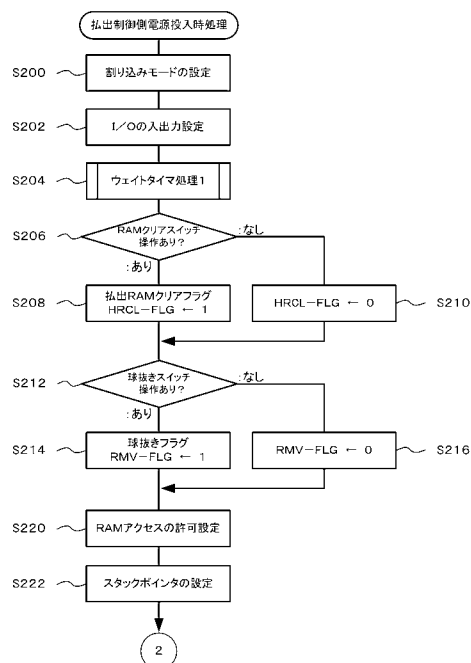 払出制御側電源投入時処理
S200
割り込みモードの設定
S202
I/Oの入出力設定
S204
ウェイトタイマ処理1
S206
RAMクリアスイッチ
操作あり?
:なし
:あり
S208
払出RAMクリアフラグ
HRCL-FLG ← 1
HRCL-FLG ← 0
S210
S212
球抜きスイッチ
操作あり?
:なし
:あり
S214
球抜きフラグ
RMV-FLG ← 1
RMV-FLG ← 0
S216
S220
RAMアクセスの許可設定
S222
スタックポインタの設定
2